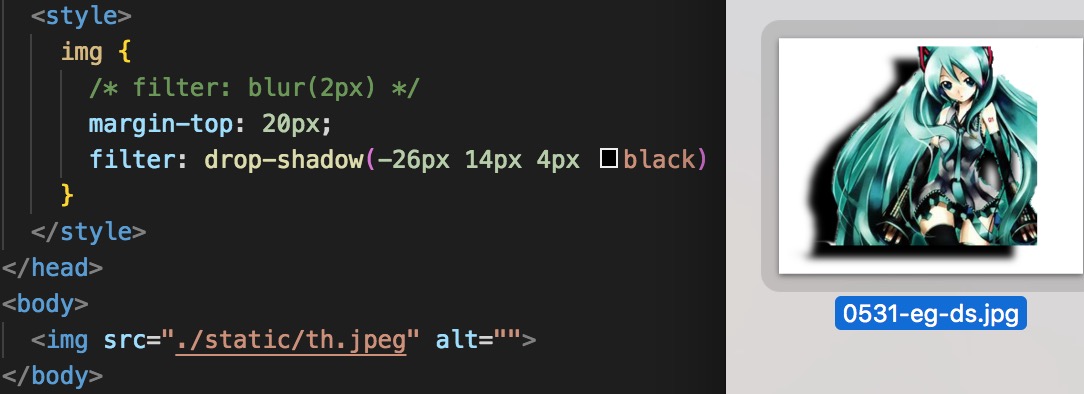 <style>
img {
/* filter: blur(2px) */
margin-top: 20px;
filter: drop-shadow(-26px 14px 4px black)
}
</style>
</head>
<body>
<img src="./static/th.jpeg" alt="">
</body>
0531-eg-ds.jpg